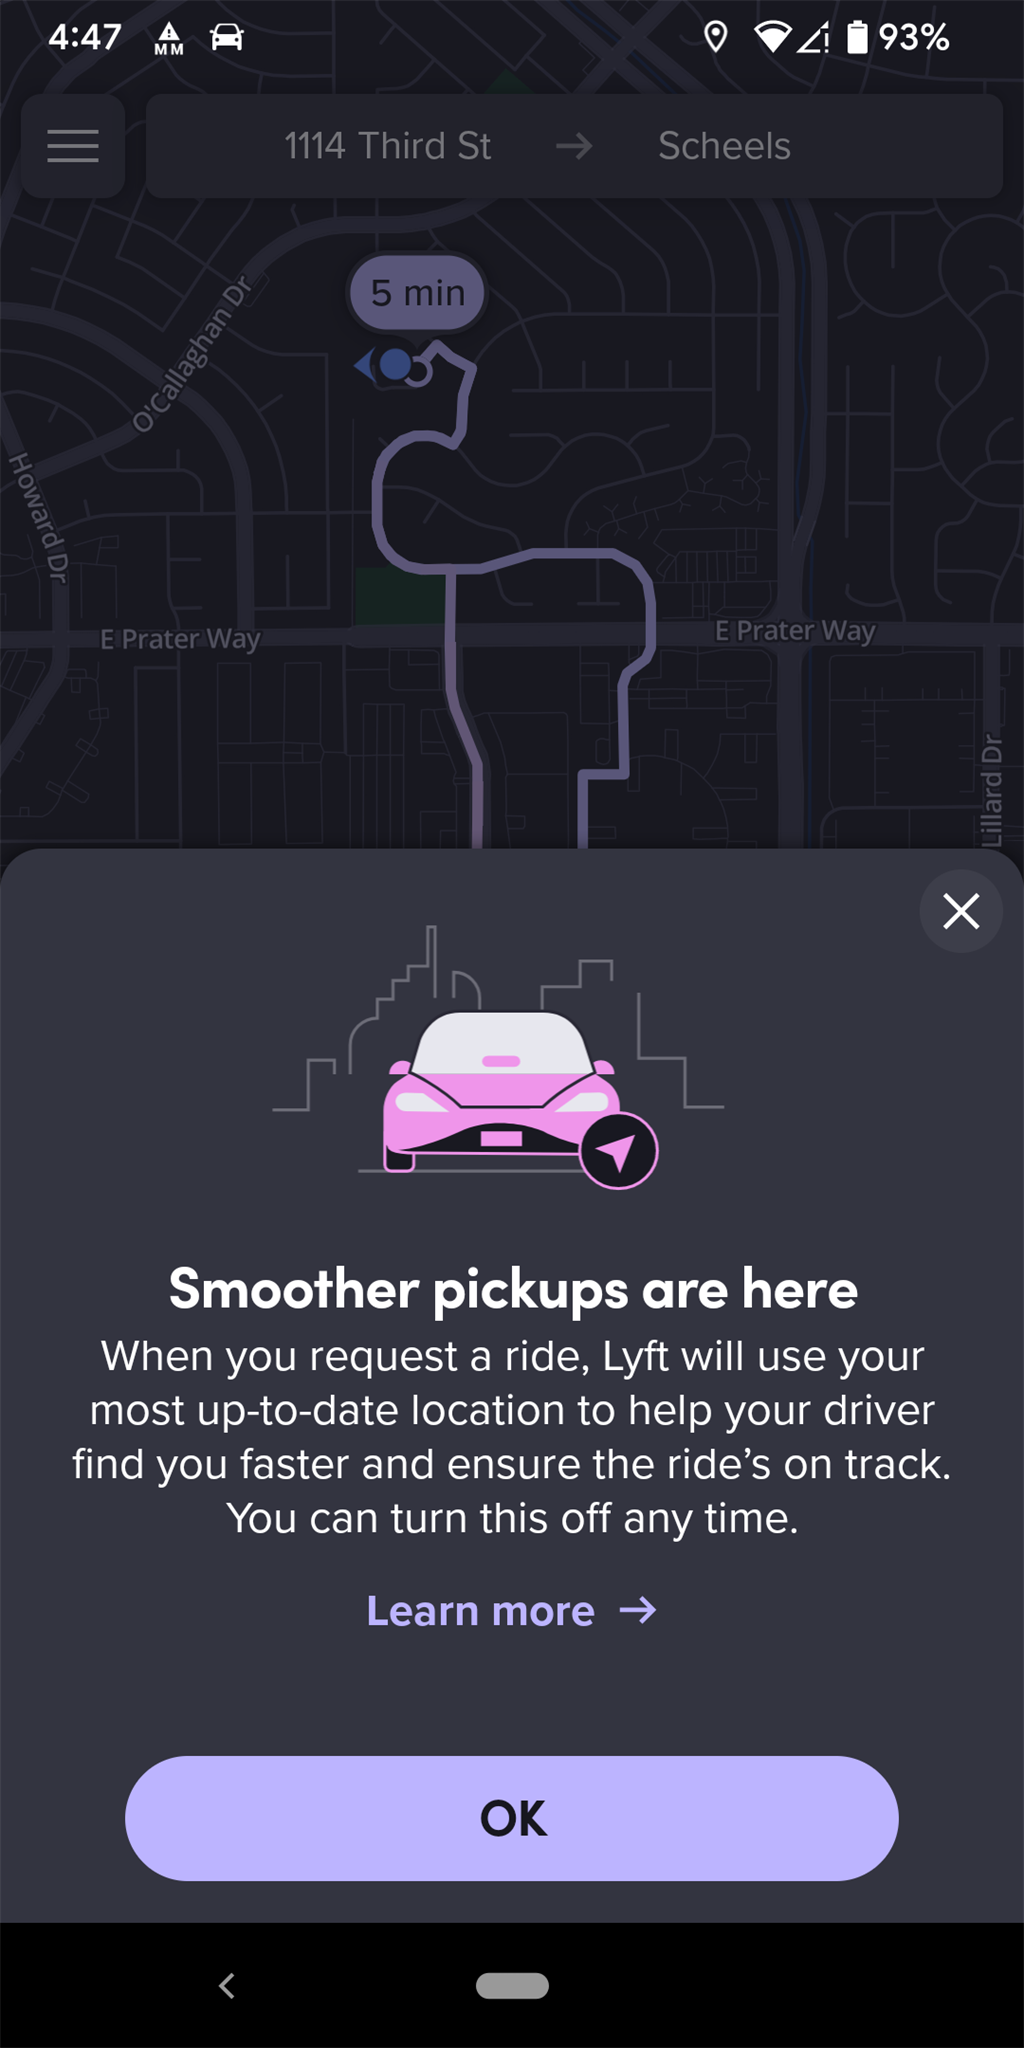 4:47
MM
93%
1114 Third St → Scheels
5 min
O'Callaghan Dr
Howard Dr
E Prater Way
E Prater Way
Lillard Dr
Smoother pickups are here
When you request a ride, Lyft will use your
most up-to-date location to help your driver
find you faster and ensure the ride’s on track.
You can turn this off any time.
Learn more →
OK